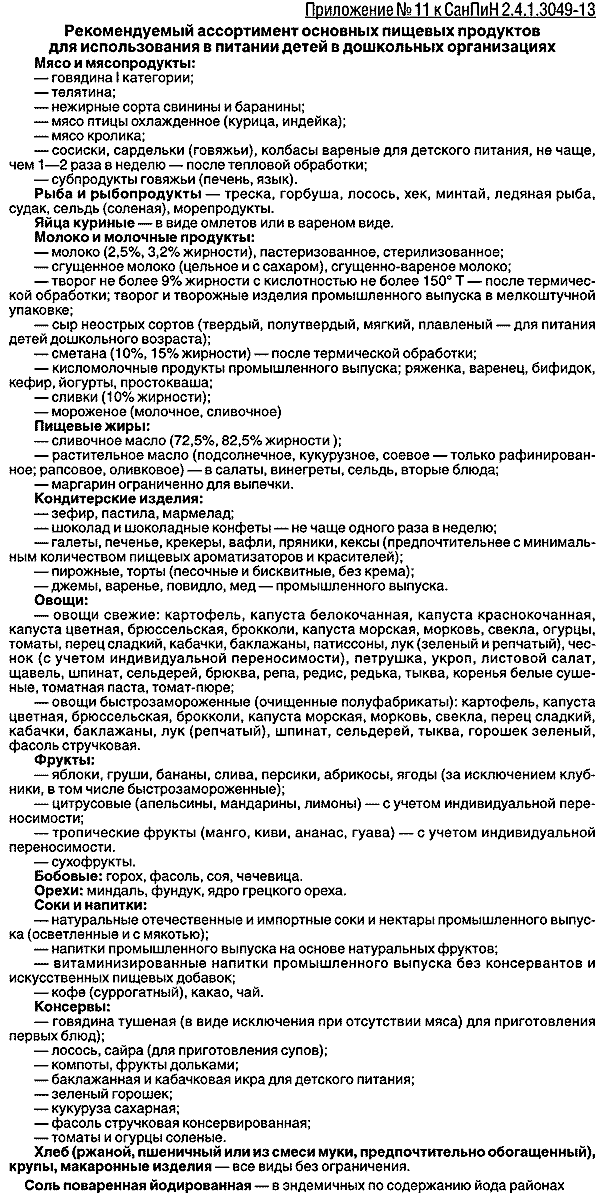 Приложение № 11 к СанПиН 2.4.1.3049-13
Рекомендуемый ассортимент основных пищевых продуктов
для использования в питании детей в дошкольных организациях
Мясо и мясопродукты:
— говядина I категории;
— телятина;
— нежирные сорта свинины и баранины;
— мясо птицы охлажденное (курица, индейка);
— мясо кролика;
— сосиски, сардельки (говяжьи), колбасы вареные для детского питания, не чаще,
чем 1—2 раза в неделю — после тепловой обработки;
— субпродукты говяжьи (печень, язык).
Рыба и рыбопродукты — треска, горбуша, лосось, хек, минтай, ледяная рыба,
судак, сельдь (соленая), морепродукты.
Яйца куриные — в виде омлетов или в вареном виде.
Молоко и молочные продукты:
— молоко (2,5%, 3,2% жирности), пастеризованное, стерилизованное;
— сгущенное молоко (цельное и с сахаром), сгущенно-вареное молоко;
— творог не более 9% жирности с кислотностью не более 150° Т — после термичес-
кой обработки; творог и творожные изделия промышленного выпуска в мелкоштучной
упаковке;
— сыр неострых сортов (твердый, полутвердый, мягкий, плавленый — для питания
детей дошкольного возраста);
— сметана (10%, 15% жирности) — после термической обработки;
— кисломолочные продукты промышленного выпуска; ряженка, варенец, бифидок,
кефир, йогурты, простокваша;
— сливки (10% жирности);
— мороженое (молочное, сливочное)
Пищевые жиры:
— сливочное масло (72,5%, 82,5% жирности );
— растительное масло (подсолнечное, кукурузное, соевое — только рафинирован-
ное; рапсовое, оливковое) — в салаты, винегреты, сельдь, вторые блюда;
— маргарин ограниченно для выпечки.
Кондитерские изделия:
— зефир, пастила, мармелад;
— шоколад и шоколадные конфеты — не чаще одного раза в неделю;
— галеты, печенье, крекеры, вафли, пряники, кексы (предпочтительнее с минималь-
ным количеством пищевых ароматизаторов и красителей);
— пирожные, торты (песочные и бисквитные, без крема);
— джемы, варенье, повидло, мед — промышленного выпуска.
Овощи:
— овощи свежие: картофель, капуста белокочанная, капуста краснокочанная,
капуста цветная, брюссельская, брокколи, капуста морская, морковь, свекла, огурцы,
томаты, перец сладкий, кабачки, баклажаны, патиссоны, лук (зеленый и репчатый), чес-
нок (с учетом индивидуальной переносимости), петрушка, укроп, листовой салат,
щавель, шпинат, сельдерей, брюква, репа, редис, редька, тыква, коренья белые суше-
ные, томатная паста, томат-пюре;
— овощи быстрозамороженные (очищенные полуфабрикаты): картофель, капуста
цветная, брюссельская, брокколи, капуста морская, морковь, свекла, перец сладкий,
кабачки, баклажаны, лук (репчатый), шпинат, сельдерей, тыква, горошек зеленый,
фасоль стручковая.
Фрукты:
— яблоки, груши, бананы, слива, персики, абрикосы, ягоды (за исключением клуб-
ники, в том числе быстрозамороженные);
— цитрусовые (апельсины, мандарины, лимоны) — с учетом индивидуальной пере-
носимости;
— тропические фрукты (манго, киви, ананас, гуава) — с учетом индивидуальной
переносимости.
— сухофрукты.
Бобовые: горох, фасоль, соя, чечевица.
Орехи: миндаль, фундук, ядро грецкого ореха.
Соки и напитки:
— натуральные отечественные и импортные соки и нектары промышленного выпус-
ка (осветленные и с мякотью);
— напитки промышленного выпуска на основе натуральных фруктов;
— витаминизированные напитки промышленного выпуска без консервантов и
искусственных пищевых добавок;
— кофе (суррогатный), какао, чай.
Консервы:
— говядина тушеная (в виде исключения при отсутствии мяса) для приготовления
первых блюд);
— лосось, сайра (для приготовления супов);
— компоты, фрукты дольками;
— баклажанная и кабачковая икра для детского питания;
— зеленый горошек;
— кукуруза сахарная;
— фасоль стручковая консервированная;
— томаты и огурцы соленые.
Хлеб (ржаной, пшеничный или из смеси муки, предпочтительно обогащенный),
крупы, макаронные изделия — все виды без ограничения.
Соль поваренная йодированная — в эндемичных по содержанию йода районах